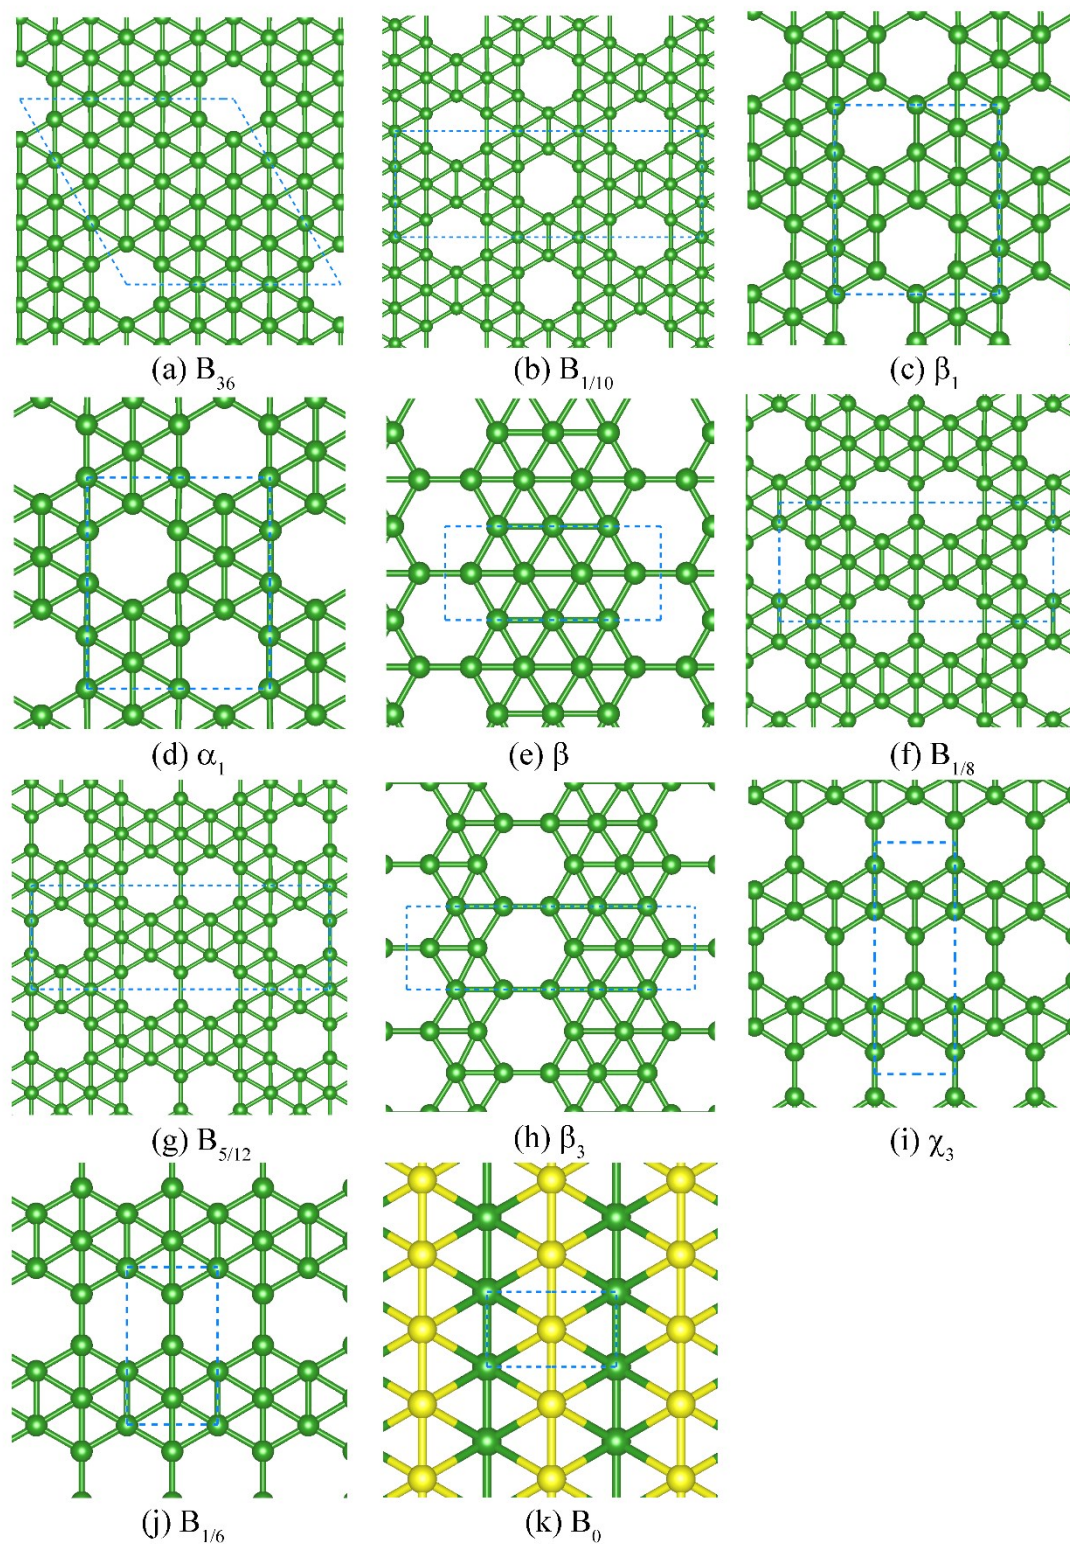 (a) B₃₆
(b) B₁/₁₀
(c) β₁
(d) α₁
(e) β
(f) B₁/₈
(g) B₅/₁₂
(h) β₃
(i) χ₃
(j) B₁/₆
(k) B₀